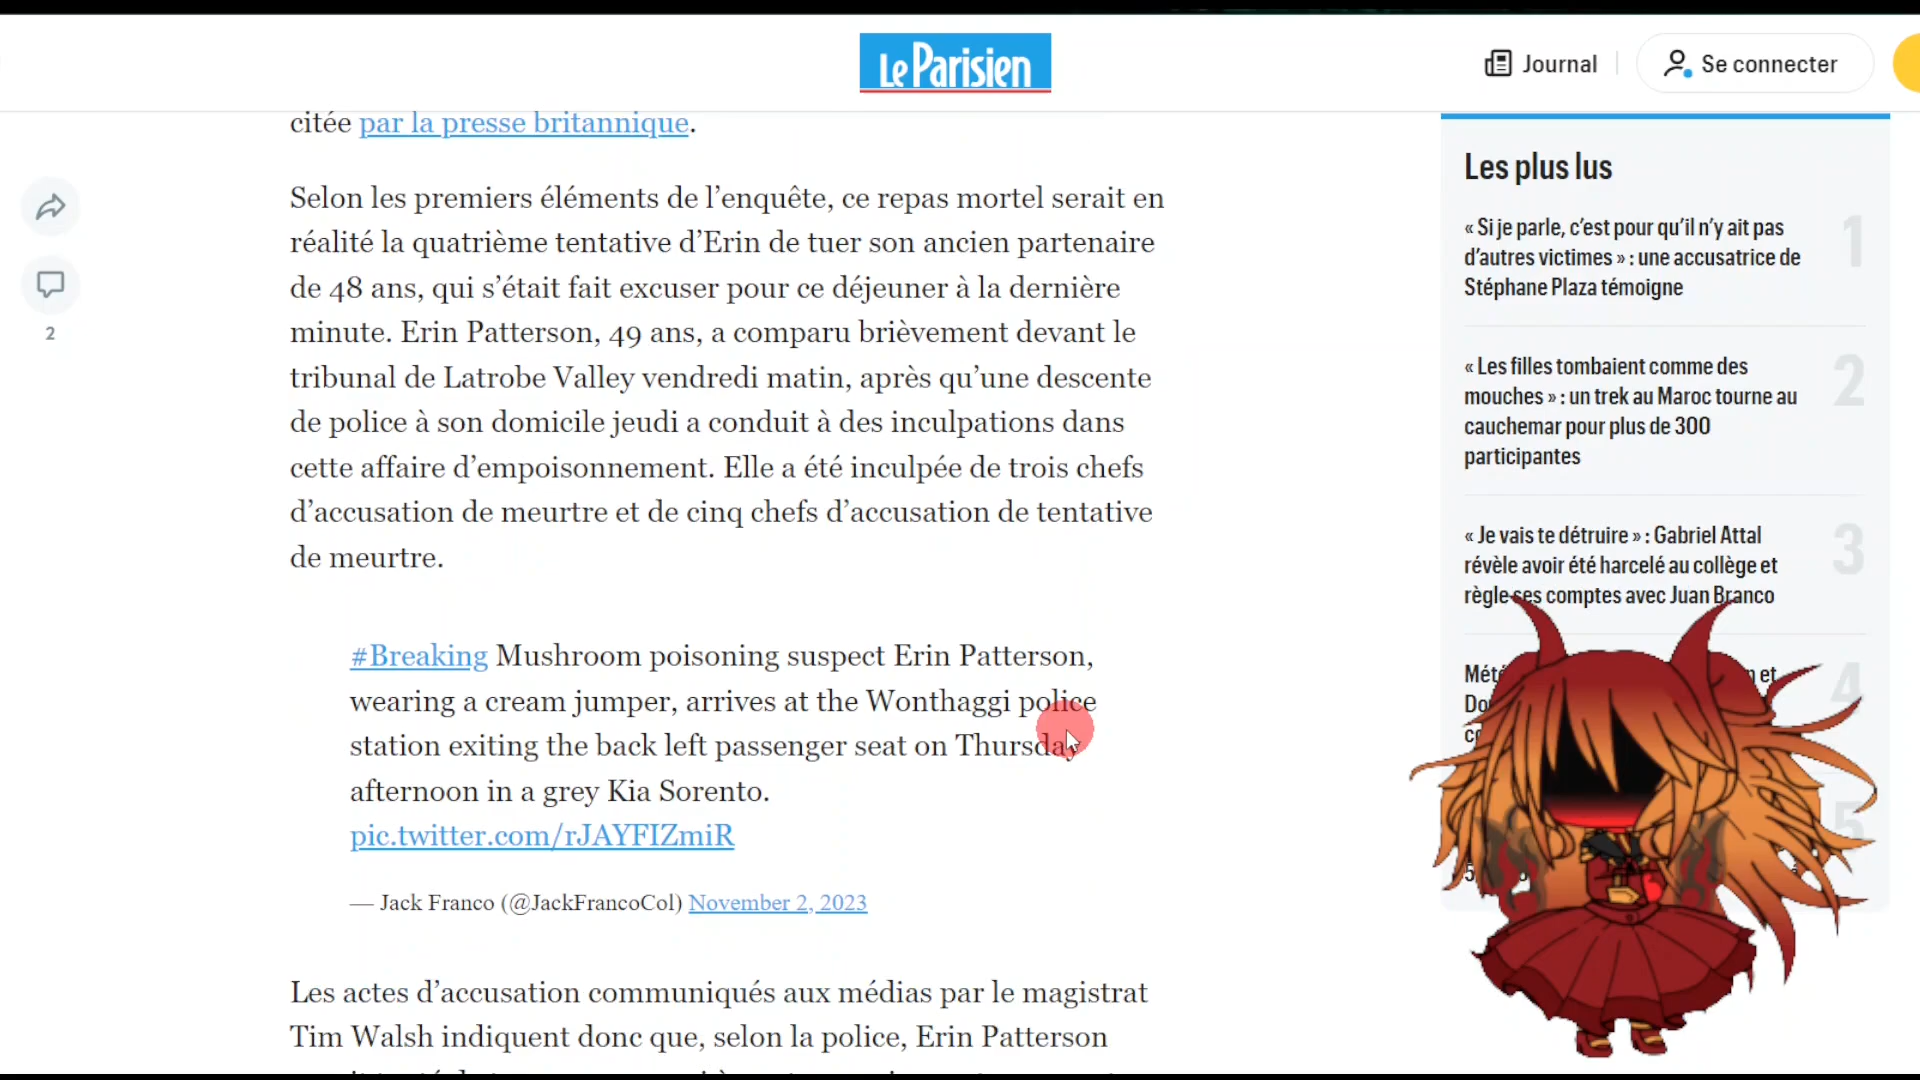 Le Parisien
Journal
Se connecter
citée par la presse britannique.
Selon les premiers éléments de l’enquête, ce repas mortel serait en
réalité la quatrième tentative d’Erin de tuer son ancien partenaire
de 48 ans, qui s’était fait excuser pour ce déjeuner à la dernière
minute. Erin Patterson, 49 ans, a comparu brièvement devant le
tribunal de Latrobe Valley vendredi matin, après qu’une descente
de police à son domicile jeudi a conduit à des inculpations dans
cette affaire d’empoisonnement. Elle a été inculpée de trois chefs
d’accusation de meurtre et de cinq chefs d’accusation de tentative
de meurtre.
2
#Breaking Mushroom poisoning suspect Erin Patterson,
wearing a cream jumper, arrives at the Wonthaggi police
station exiting the back left passenger seat on Thursday
afternoon in a grey Kia Sorento.
pic.twitter.com/rJAYFIZmiR
— Jack Franco (@JackFrancoCol) November 2, 2023
Les actes d’accusation communiqués aux médias par le magistrat
Tim Walsh indiquent donc que, selon la police, Erin Patterson
Les plus lus
« Si je parle, c’est pour qu’il n’y ait pas
d’autres victimes » : une accusatrice de
Stéphane Plaza témoigne
1
« Les filles tombaient comme des
mouches » : un trek au Maroc tourne au
cauchemar pour plus de 300
participantes
2
« Je vais te détruire » : Gabriel Attal
révèle avoir été harcelé au collège et
règle ses comptes avec Juan Branco
3
et
4
5